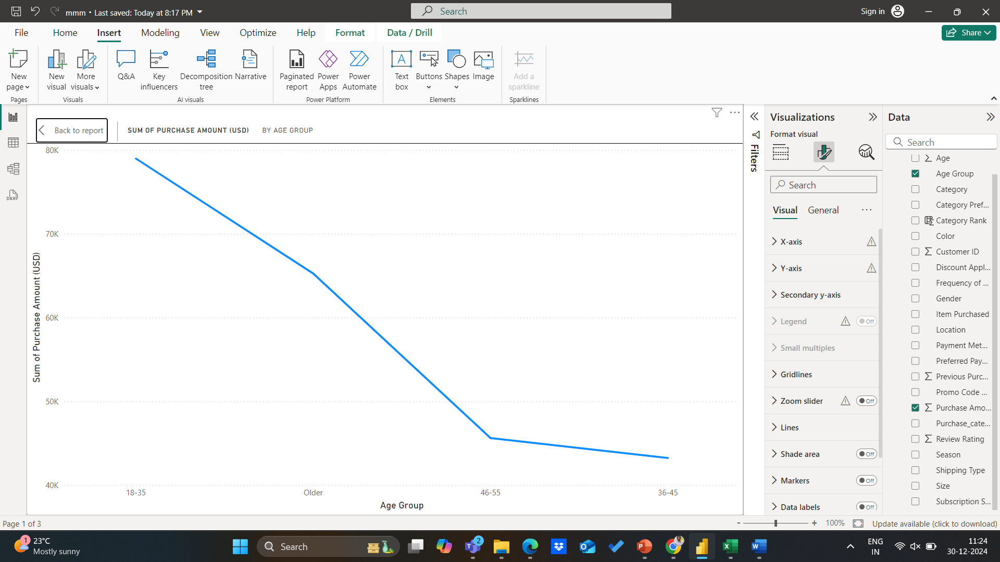 mmm • Last saved: Today at 8:17 PM
Search
Sign in
File Home Insert Modeling View Optimize Help Format Data / Drill
Share
New page
New visual
More visuals
Q&A
Key influencers
Decomposition tree
Narrative
Paginated report
Power Apps
Power Automate
Text box
Buttons
Shapes
Image
Add a sparkline
Pages
Visuals
AI visuals
Power Platform
Elements
Sparklines
DAX
Back to report
SUM OF PURCHASE AMOUNT (USD) BY AGE GROUP
80K
70K
60K
50K
40K
Sum of Purchase Amount (USD)
18-35 Older 46-55 36-45
Age Group
Filters
Visualizations
Format visual
Search
Visual General ...
X-axis
Y-axis
Secondary y-axis
Legend Off
Small multiples
Gridlines
Zoom slider Off
Lines
Shade area Off
Markers Off
Data labels Off
Data
Search
Age
Age Group
Category
Category Pref...
Category Rank
Color
Customer ID
Discount Appl...
Frequency of ...
Gender
Item Purchased
Location
Payment Met...
Preferred Pay...
Previous Purc...
Promo Code ...
Purchase Amo...
Purchase_cate...
Review Rating
Season
Shipping Type
Size
Subscription S...
Page 1 of 3
- + 100%
Update available (click to download)
1
23°C
Mostly sunny
Search
2
ENG
IN
11:24
30-12-2024